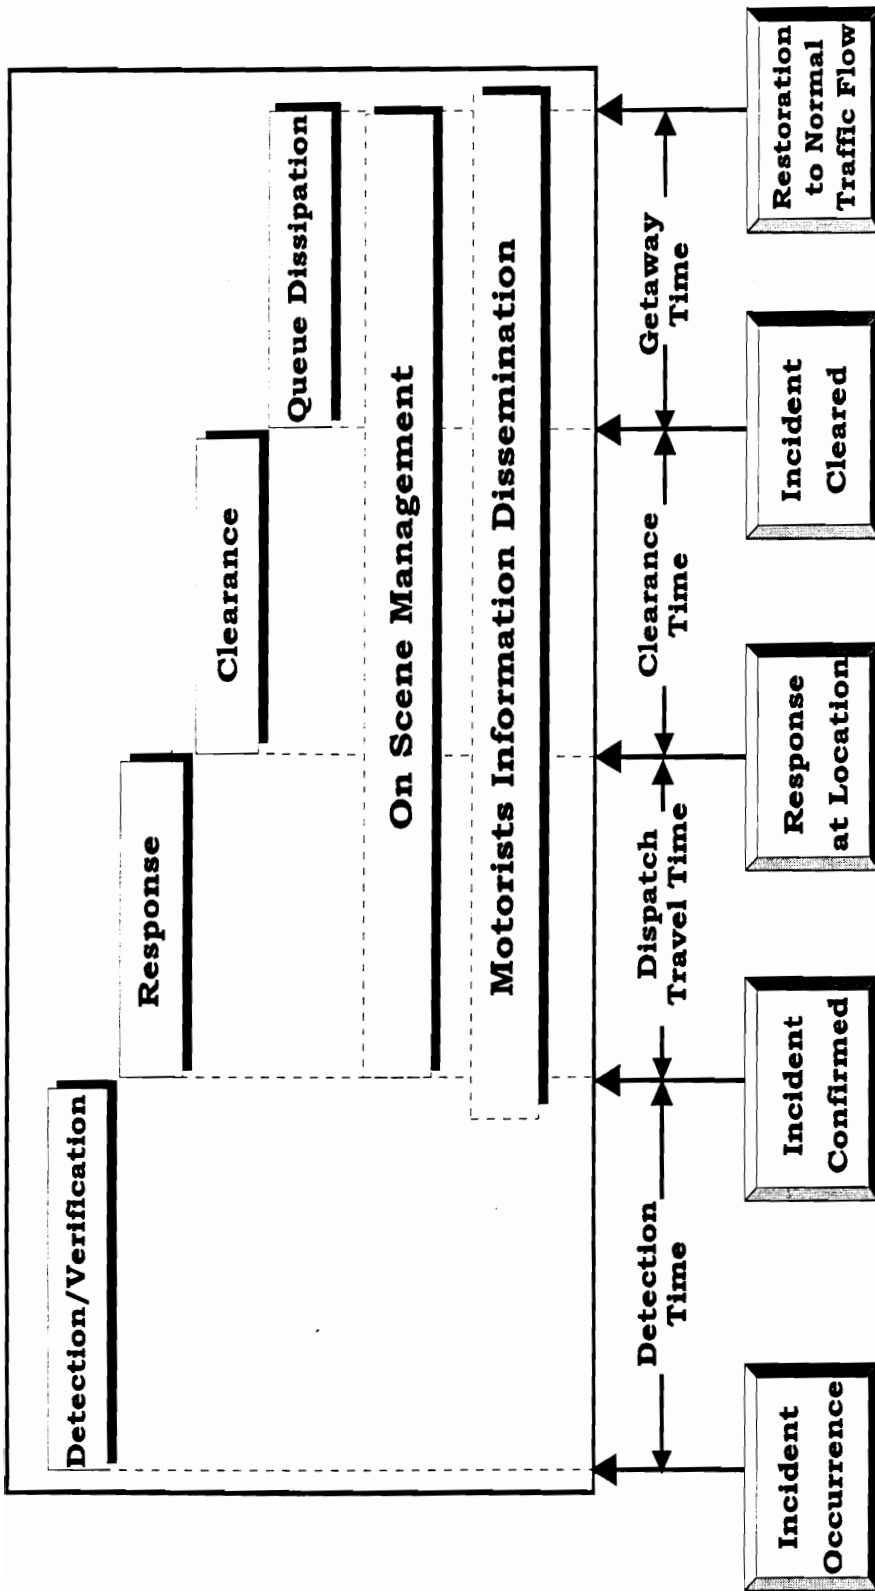 Detection/Verification
Response
Clearance
Queue Dissipation
On Scene Management
Motorists Information Dissemination
Detection
Time
Dispatch
Travel Time
Clearance
Time
Getaway
Time
Incident
Occurrence
Incident
Confirmed
Response
at Location
Incident
Cleared
Restoration
to Normal
Traffic Flow